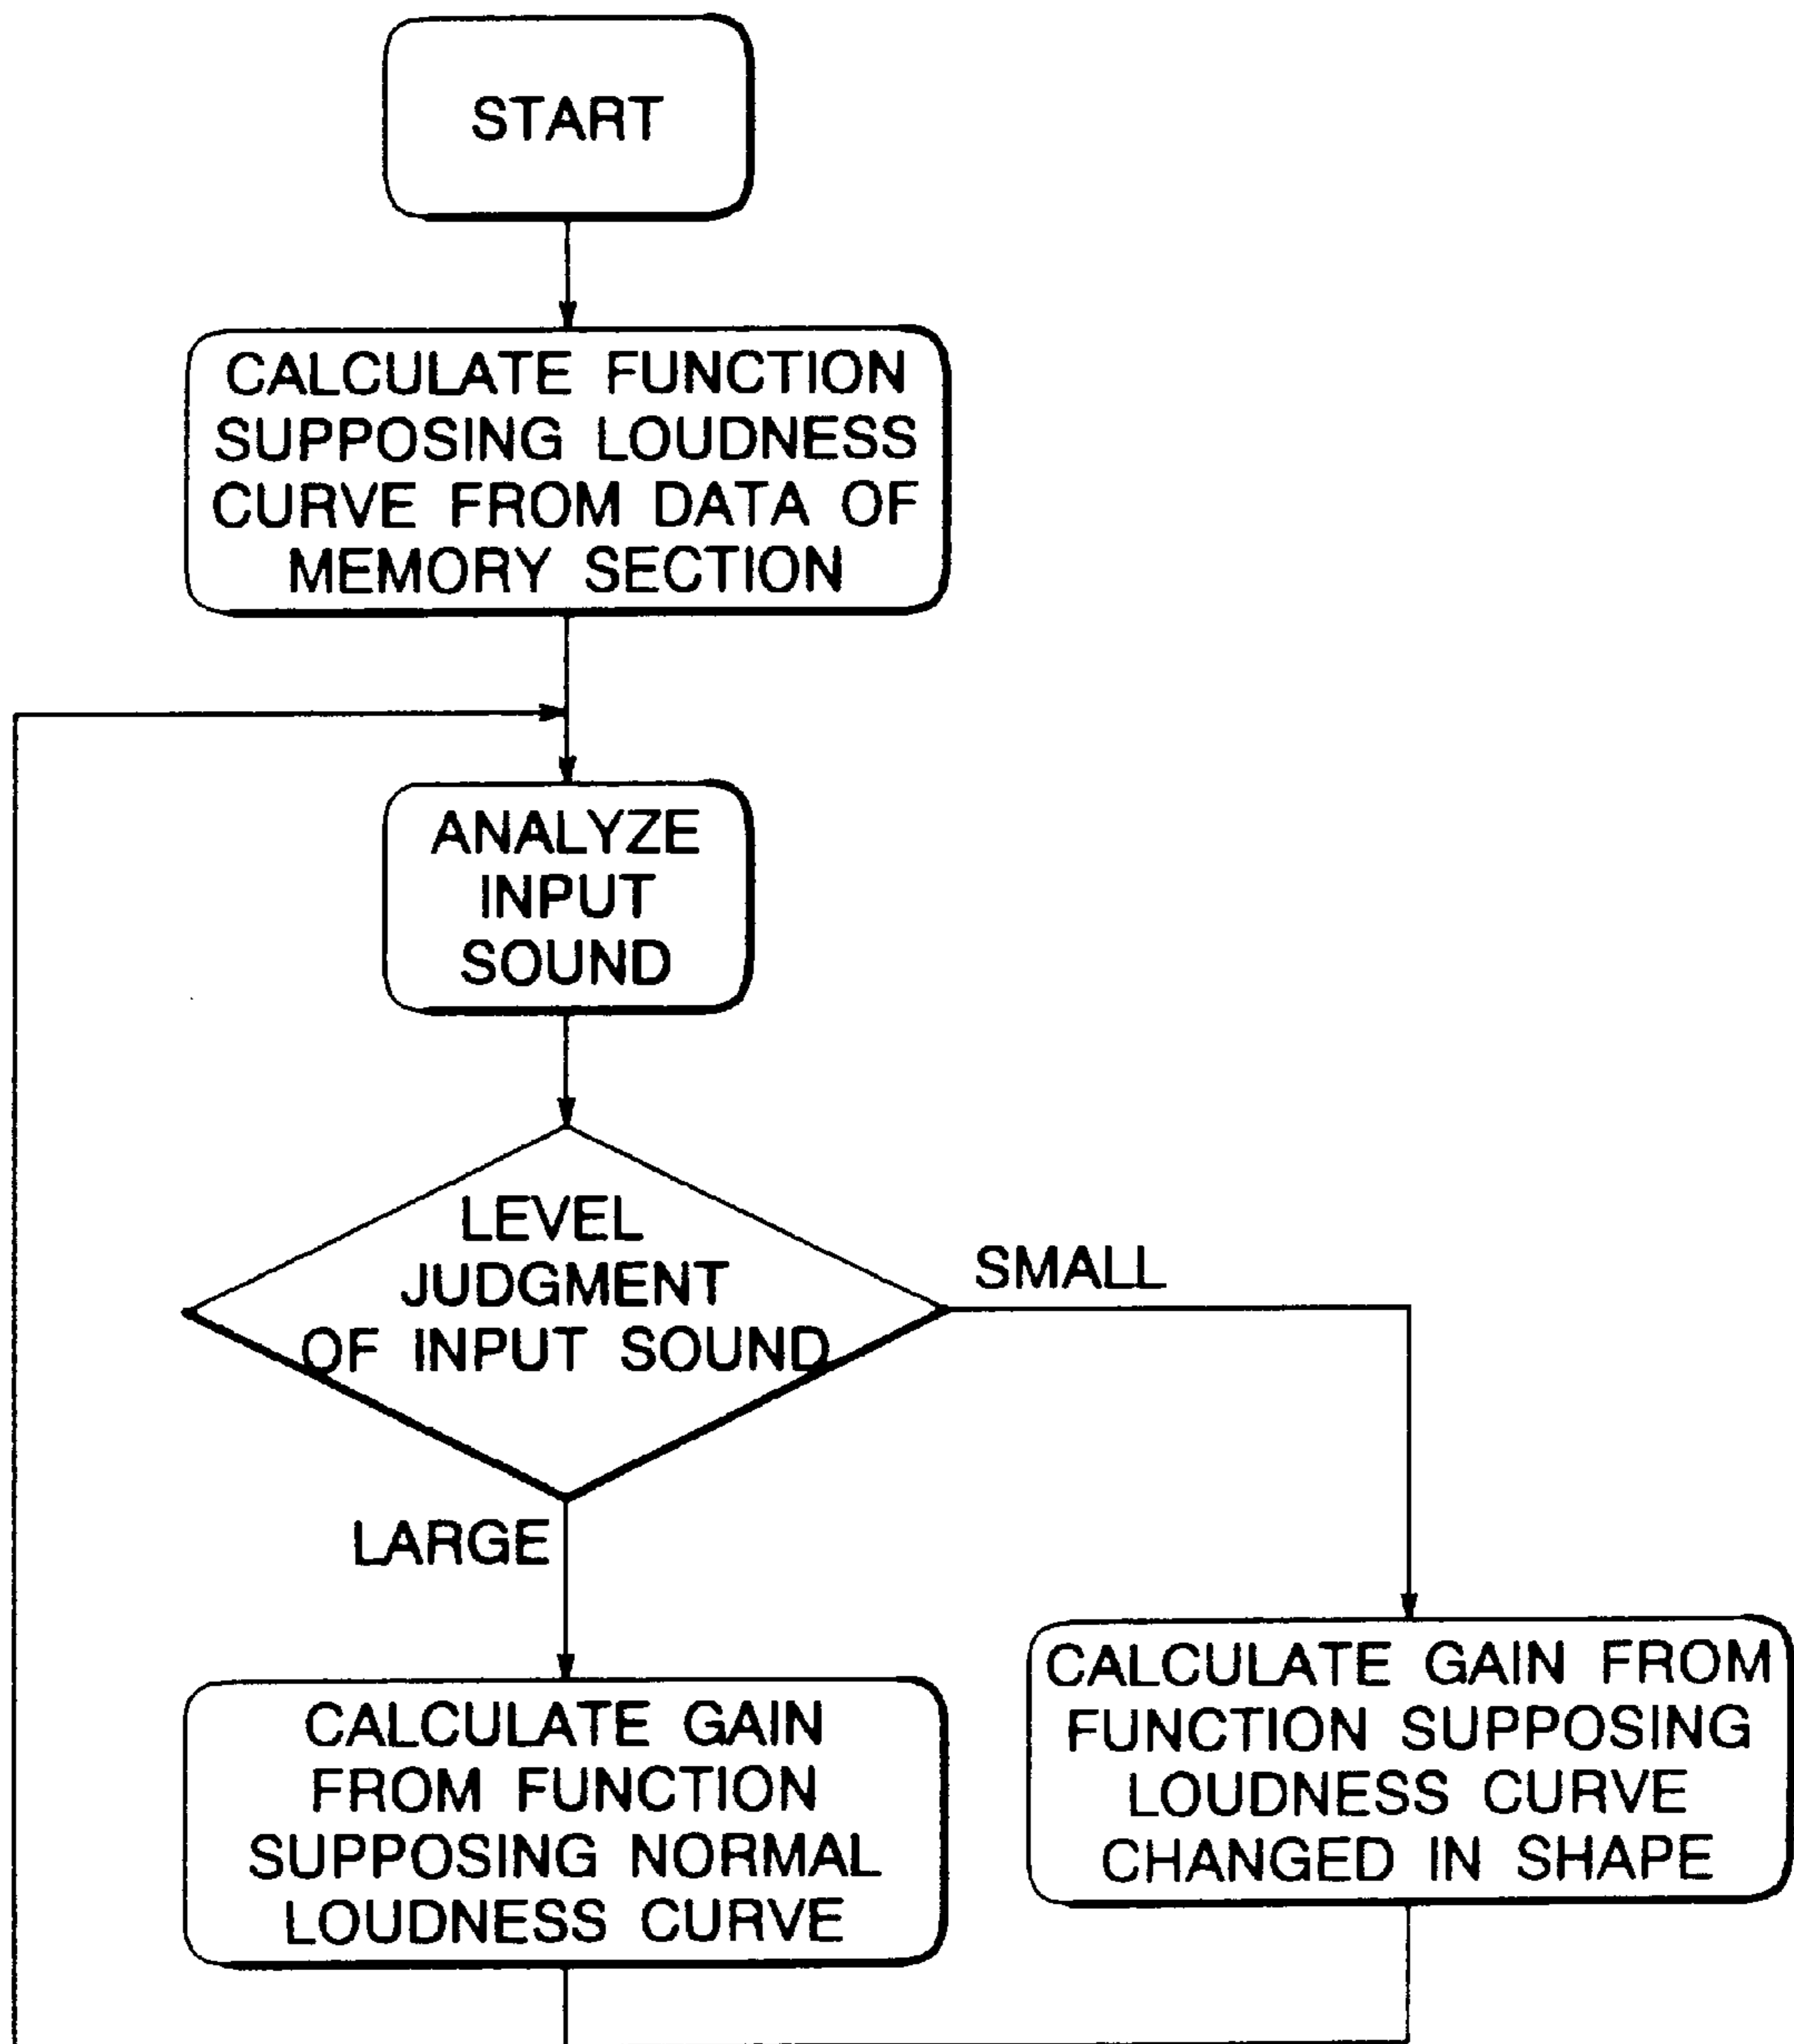 START
CALCULATE FUNCTION
SUPPOSING LOUDNESS
CURVE FROM DATA OF
MEMORY SECTION
ANALYZE
INPUT
SOUND
LEVEL
JUDGMENT
OF INPUT SOUND
SMALL
LARGE
CALCULATE GAIN
FROM FUNCTION
SUPPOSING NORMAL
LOUDNESS CURVE
CALCULATE GAIN FROM
FUNCTION SUPPOSING
LOUDNESS CURVE
CHANGED IN SHAPE